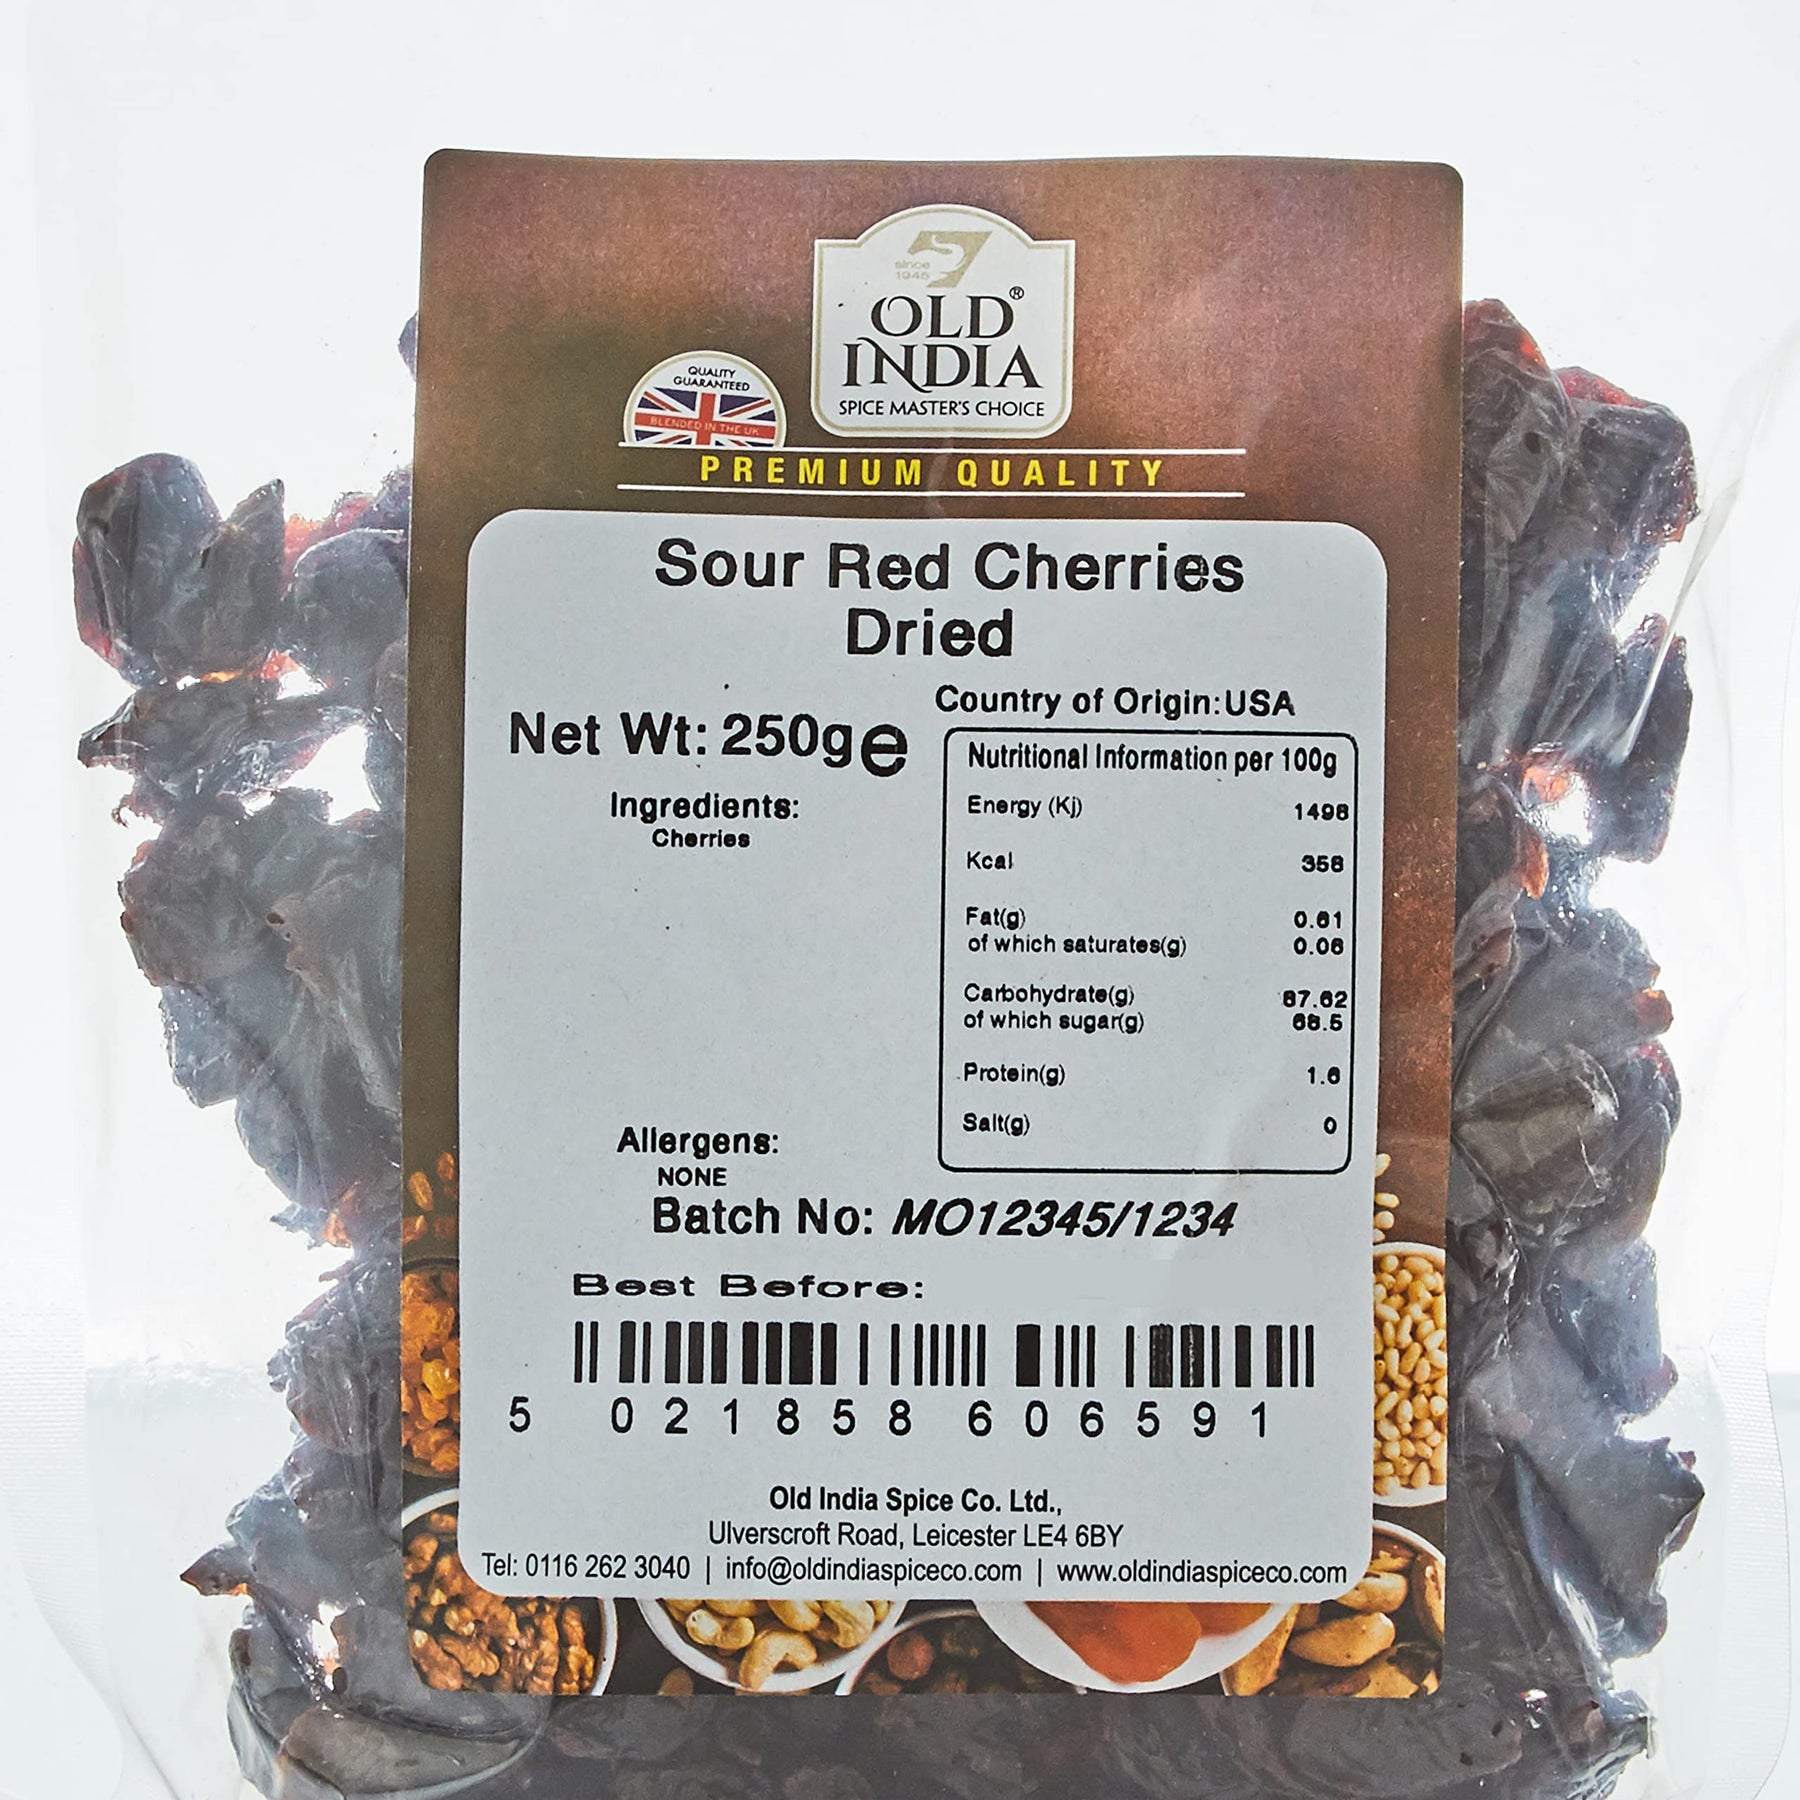 since
1945
OLD®
INDIA
SPICE MASTER'S CHOICE
QUALITY
GUARANTEED
BLENDED IN THE UK
PREMIUM QUALITY
Sour Red Cherries
Dried
Country of Origin:USA
Net Wt: 250g℮
Ingredients:
Cherries
Nutritional Information per 100g
Energy (Kj) 1498
Kcal 358
Fat(g) 0.61
of which saturates(g) 0.06
Carbohydrate(g) 87.62
of which sugar(g) 68.5
Protein(g) 1.6
Salt(g) 0
Allergens:
NONE
Batch No: MO12345/1234
Best Before:
5 021858 606591
Old India Spice Co. Ltd.,
Ulverscroft Road, Leicester LE4 6BY
Tel: 0116 262 3040 | info@oldindiaspiceco.com | www.oldindiaspiceco.com